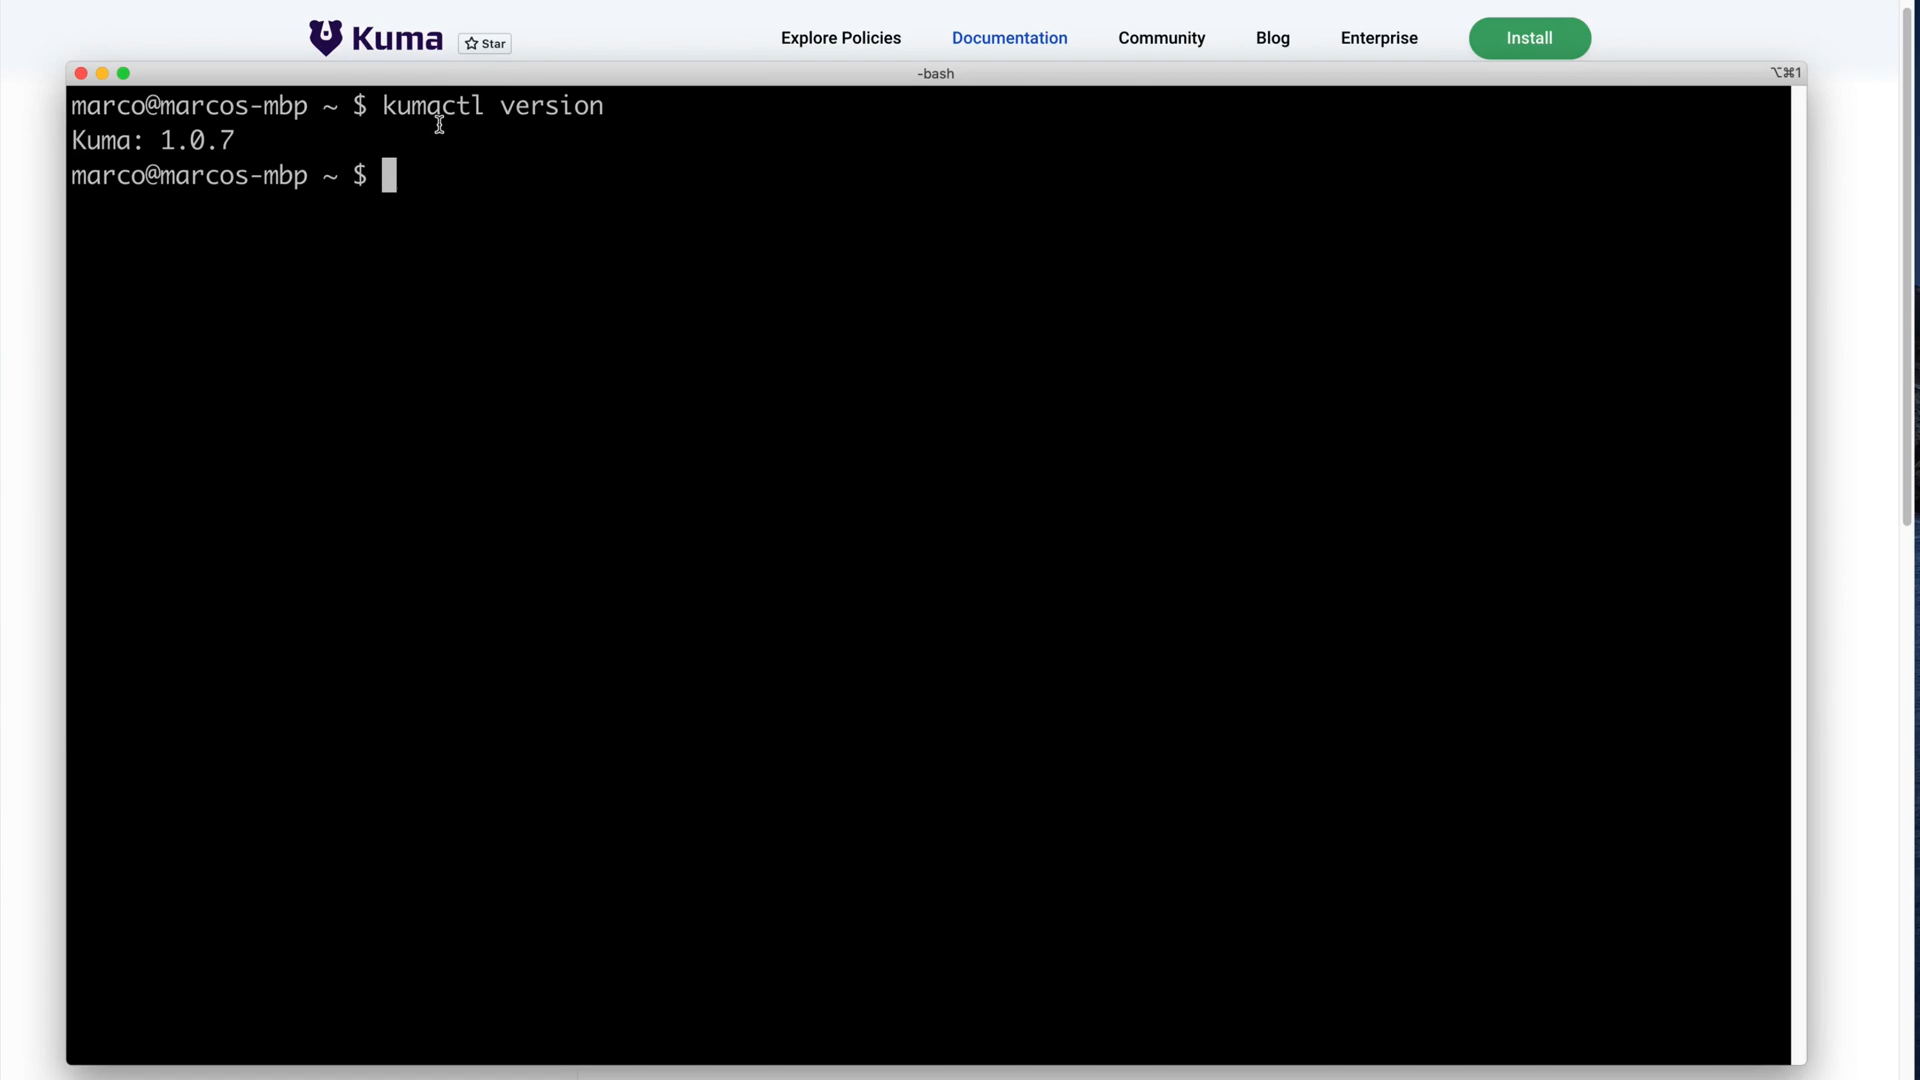 Kuma
Star
Explore Policies
Documentation
Community
Blog
Enterprise
Install
-bash
⌥⌘1
marco@marcos-mbp ~ $ kumactl version
Kuma: 1.0.7
marco@marcos-mbp ~ $